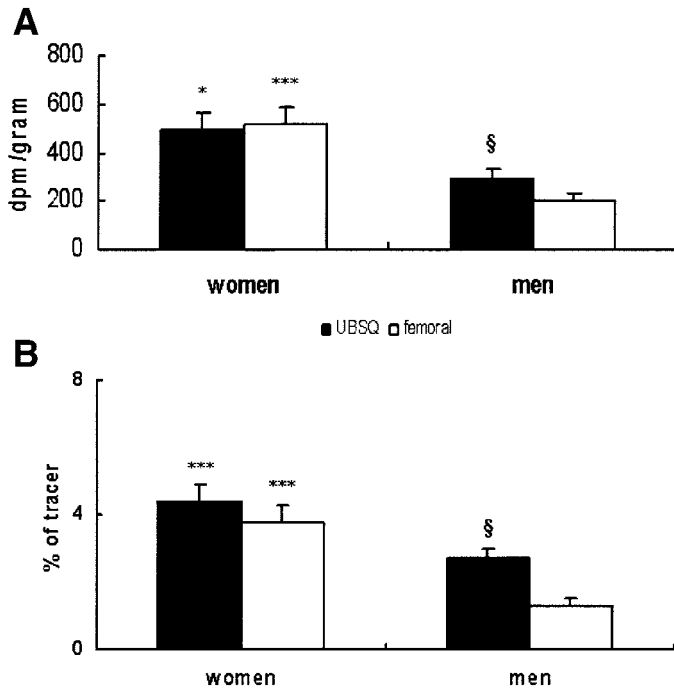 A
800
600
400
200
0
dpm/gram
* *** §
women men
UBSQ femoral
B
8
4
0
% of tracer
*** *** §
women men